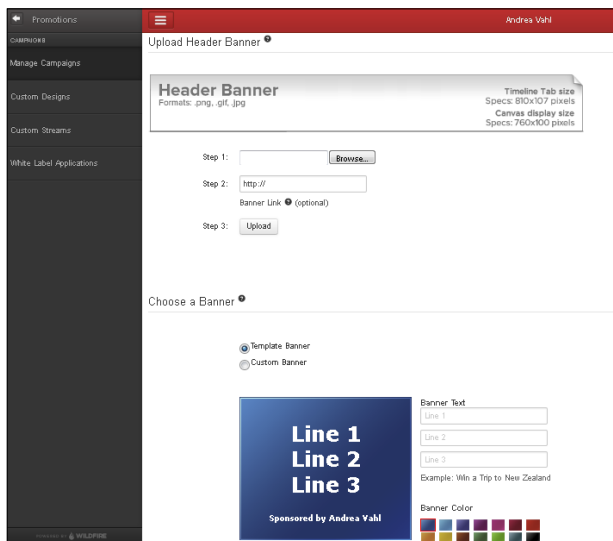 Promotions
Andrea Vahl
CAMPAIGNS
Manage Campaigns
Custom Designs
Custom Streams
White Label Applications
Upload Header Banner ?
Header Banner
Formats: .png, .gif, .jpg
Timeline Tab size
Specs: 810x107 pixels
Canvas display size
Specs: 760x100 pixels
Step 1:
Browse...
Step 2:
http://
Banner Link ? (optional)
Step 3:
Upload
Choose a Banner ?
Template Banner
Custom Banner
Line 1
Line 2
Line 3
Sponsored by Andrea Vahl
Banner Text
Line 1
Line 2
Line 3
Example: Win a Trip to New Zealand
Banner Color
POWERED BY WILDFIRE